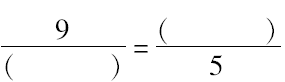 9/(      ) = (      )/5